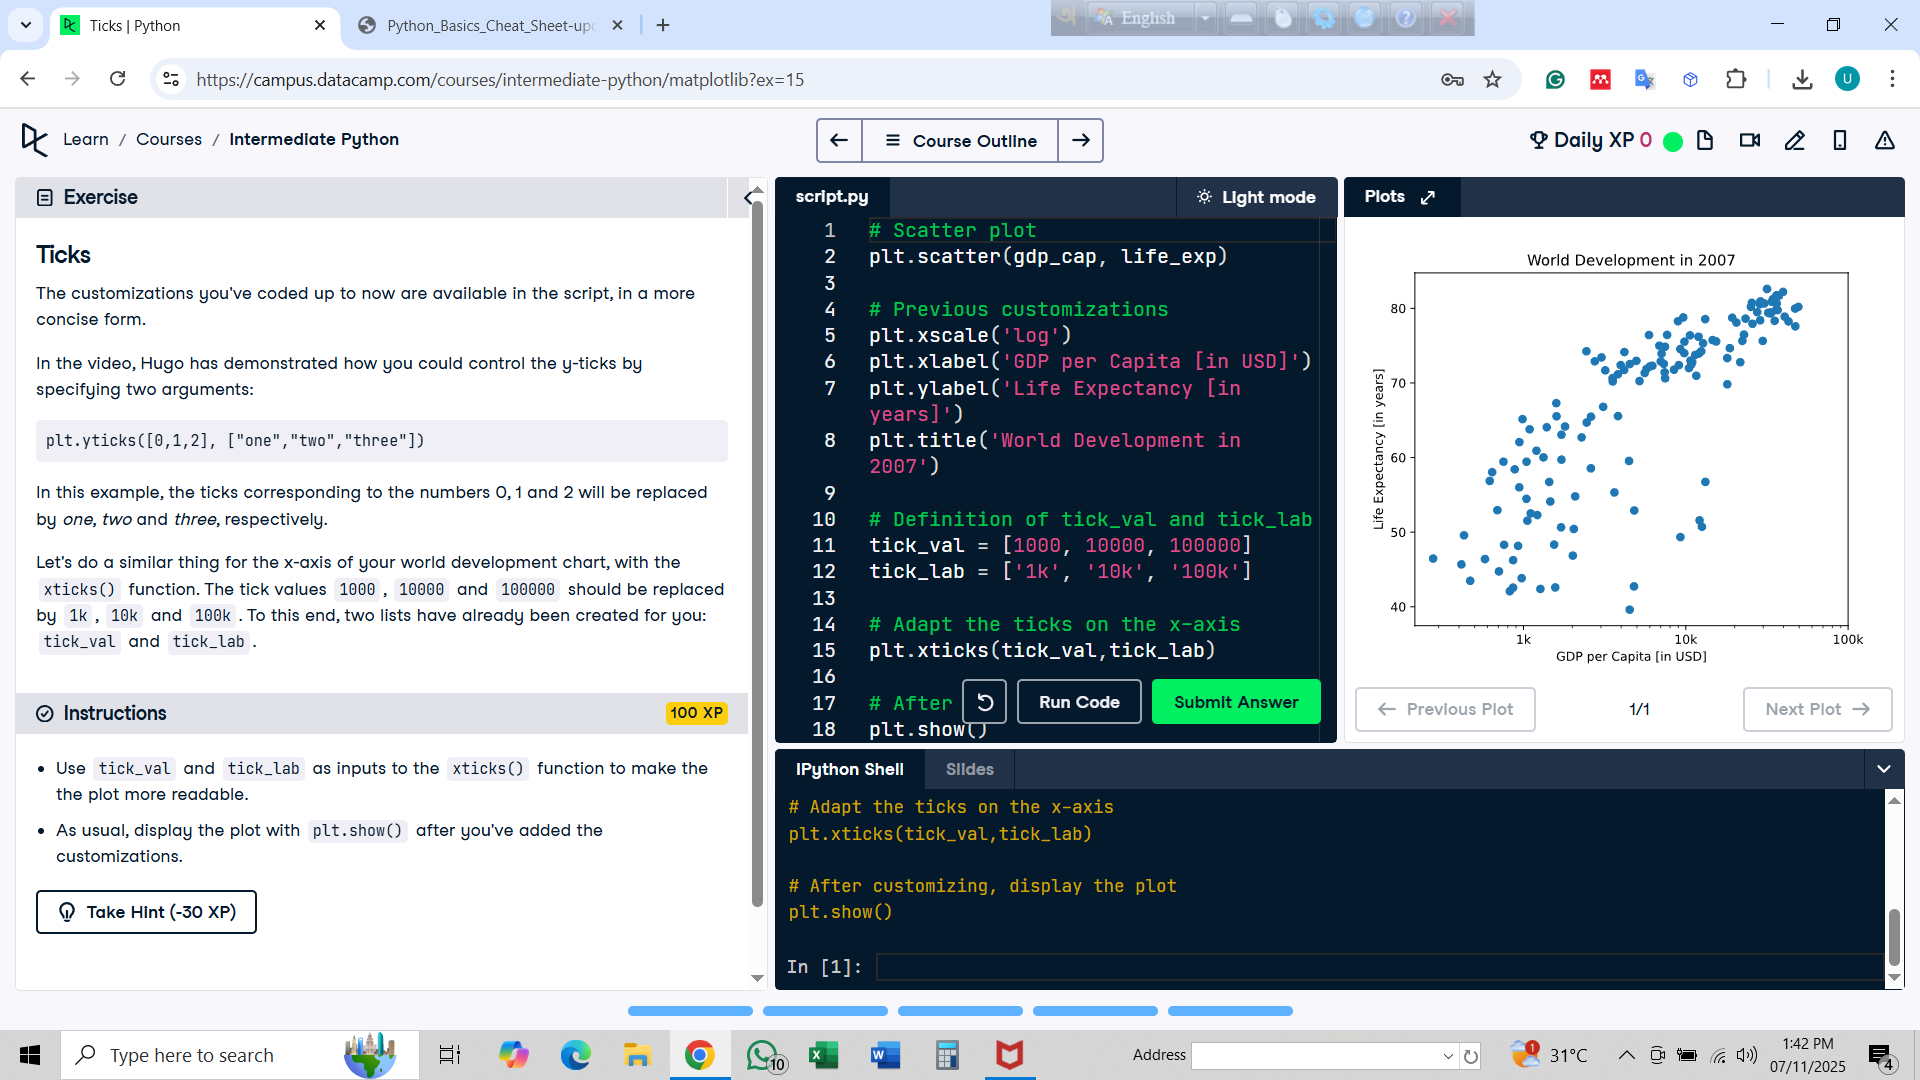 Ticks | Python
Python_Basics_Cheat_Sheet-upd
English
https://campus.datacamp.com/courses/intermediate-python/matplotlib?ex=15
U
Learn / Courses / Intermediate Python
Course Outline
Daily XP 0
Exercise
Ticks
The customizations you've coded up to now are available in the script, in a more
concise form.
In the video, Hugo has demonstrated how you could control the y-ticks by
specifying two arguments:
plt.yticks([0,1,2], ["one","two","three"])
In this example, the ticks corresponding to the numbers 0, 1 and 2 will be replaced
by one, two and three, respectively.
Let's do a similar thing for the x-axis of your world development chart, with the
xticks() function. The tick values 1000 , 10000 and 100000 should be replaced
by 1k , 10k and 100k . To this end, two lists have already been created for you:
tick_val and tick_lab .
Instructions
100 XP
• Use tick_val and tick_lab as inputs to the xticks() function to make the
the plot more readable.
• As usual, display the plot with plt.show() after you've added the
customizations.
Take Hint (-30 XP)
script.py
Light mode
1 # Scatter plot
2 plt.scatter(gdp_cap, life_exp)
3
4 # Previous customizations
5 plt.xscale('log')
6 plt.xlabel('GDP per Capita [in USD]')
7 plt.ylabel('Life Expectancy [in
years]')
8 plt.title('World Development in
2007')
9
10 # Definition of tick_val and tick_lab
11 tick_val = [1000, 10000, 100000]
12 tick_lab = ['1k', '10k', '100k']
13
14 # Adapt the ticks on the x-axis
15 plt.xticks(tick_val,tick_lab)
16
17 # After
18 plt.show()
Run Code
Submit Answer
Plots
World Development in 2007
Life Expectancy [in years]
80
70
60
50
40
1k 10k 100k
GDP per Capita [in USD]
Previous Plot
1/1
Next Plot
IPython Shell
Slides
# Adapt the ticks on the x-axis
plt.xticks(tick_val,tick_lab)
# After customizing, display the plot
plt.show()
In [1]:
Type here to search
10
Address
1
31°C
1:42 PM
07/11/2025
4